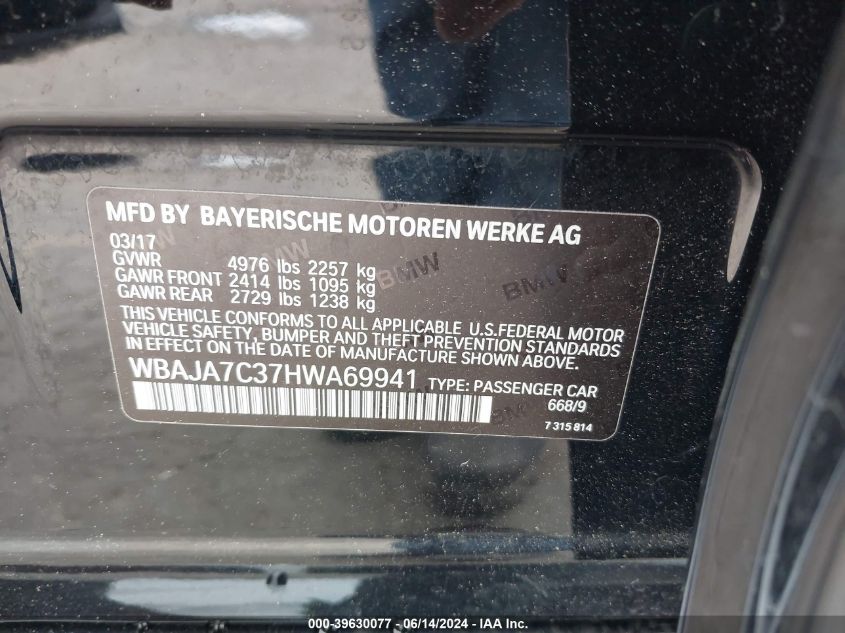 MFD BY BAYERISCHE MOTOREN WERKE AG
03/17
GVWR 4976 lbs 2257 kg
GAWR FRONT 2414 lbs 1095 kg
GAWR REAR 2729 lbs 1238 kg
BMW BMW BMW
THIS VEHICLE CONFORMS TO ALL APPLICABLE U.S.FEDERAL MOTOR
VEHICLE SAFETY, BUMPER AND THEFT PREVENTION STANDARDS
IN EFFECT ON THE DATE OF MANUFACTURE SHOWN ABOVE.
WBAJA7C37HWA69941 TYPE: PASSENGER CAR
668/9
7 315 814
000-39630077 - 06/14/2024 - IAA Inc.